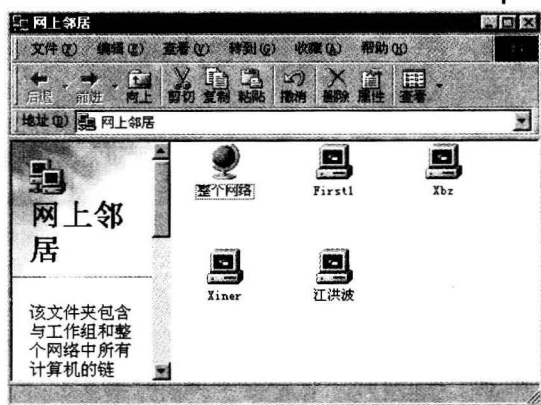 网上邻居
文件(F) 编辑(E) 查看(V) 转到(G) 收藏(A) 帮助(H)
后退 前进 向上 剪切 复制 粘贴 撤消 删除 属性 查看
地址(D) 网上邻居
网上邻
居
该文件夹包含
与工作组和整
个网络中所有
计算机的链
整个网络 First1 Xbz
Xiner 江洪波